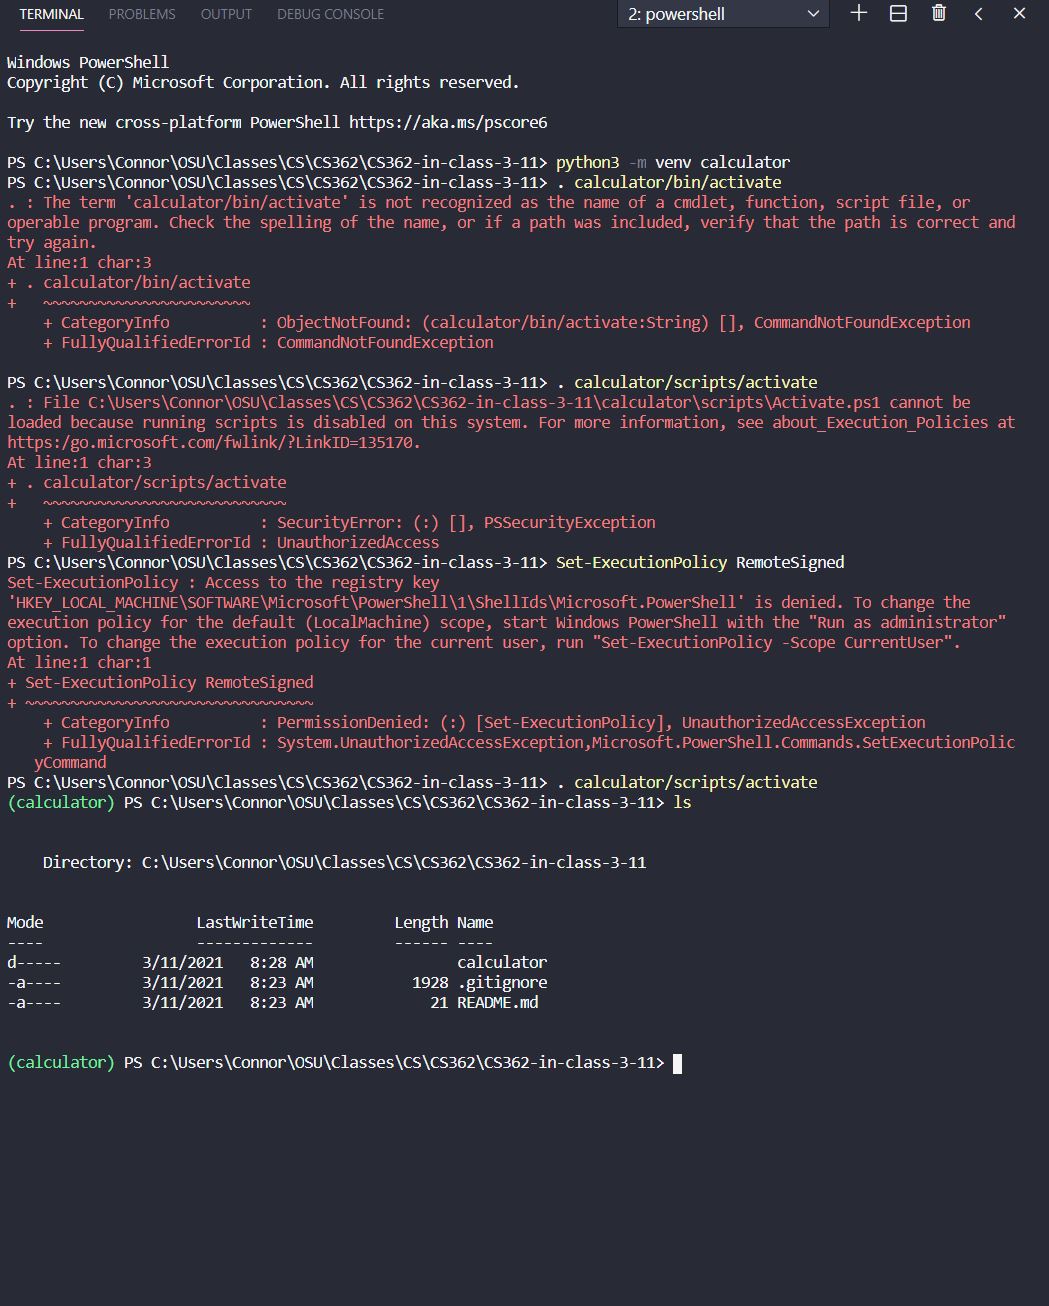 TERMINAL PROBLEMS OUTPUT DEBUG CONSOLE 2: powershell
Windows PowerShell
Copyright (C) Microsoft Corporation. All rights reserved.
Try the new cross-platform PowerShell https://aka.ms/pscore6
PS C:\Users\Connor\OSU\Classes\CS\CS362\CS362-in-class-3-11> python3 -m venv calculator
PS C:\Users\Connor\OSU\Classes\CS\CS362\CS362-in-class-3-11> . calculator/bin/activate
. : The term 'calculator/bin/activate' is not recognized as the name of a cmdlet, function, script file, or
operable program. Check the spelling of the name, or if a path was included, verify that the path is correct and
try again.
At line:1 char:3
+ . calculator/bin/activate
+   ~~~~~~~~~~~~~~~~~~~~~~~
    + CategoryInfo          : ObjectNotFound: (calculator/bin/activate:String) [], CommandNotFoundException
    + FullyQualifiedErrorId : CommandNotFoundException
PS C:\Users\Connor\OSU\Classes\CS\CS362\CS362-in-class-3-11> . calculator/scripts/activate
. : File C:\Users\Connor\OSU\Classes\CS\CS362\CS362-in-class-3-11\calculator\scripts\Activate.ps1 cannot be
loaded because running scripts is disabled on this system. For more information, see about_Execution_Policies at
https:/go.microsoft.com/fwlink/?LinkID=135170.
At line:1 char:3
+ . calculator/scripts/activate
+   ~~~~~~~~~~~~~~~~~~~~~~~~~~~
    + CategoryInfo          : SecurityError: (:) [], PSSecurityException
    + FullyQualifiedErrorId : UnauthorizedAccess
PS C:\Users\Connor\OSU\Classes\CS\CS362\CS362-in-class-3-11> Set-ExecutionPolicy RemoteSigned
Set-ExecutionPolicy : Access to the registry key
'HKEY_LOCAL_MACHINE\SOFTWARE\Microsoft\PowerShell\1\ShellIds\Microsoft.PowerShell' is denied. To change the
execution policy for the default (LocalMachine) scope, start Windows PowerShell with the "Run as administrator"
option. To change the execution policy for the current user, run "Set-ExecutionPolicy -Scope CurrentUser".
At line:1 char:1
+ Set-ExecutionPolicy RemoteSigned
+ ~~~~~~~~~~~~~~~~~~~~~~~~~~~~~~~~
    + CategoryInfo          : PermissionDenied: (:) [Set-ExecutionPolicy], UnauthorizedAccessException
    + FullyQualifiedErrorId : System.UnauthorizedAccessException,Microsoft.PowerShell.Commands.SetExecutionPolic
   yCommand
PS C:\Users\Connor\OSU\Classes\CS\CS362\CS362-in-class-3-11> . calculator/scripts/activate
(calculator) PS C:\Users\Connor\OSU\Classes\CS\CS362\CS362-in-class-3-11> ls
    Directory: C:\Users\Connor\OSU\Classes\CS\CS362\CS362-in-class-3-11
Mode                 LastWriteTime         Length Name
----                 -------------         ------ ----
d-----         3/11/2021   8:28 AM                calculator
-a----         3/11/2021   8:23 AM           1928 .gitignore
-a----         3/11/2021   8:23 AM             21 README.md
(calculator) PS C:\Users\Connor\OSU\Classes\CS\CS362\CS362-in-class-3-11>